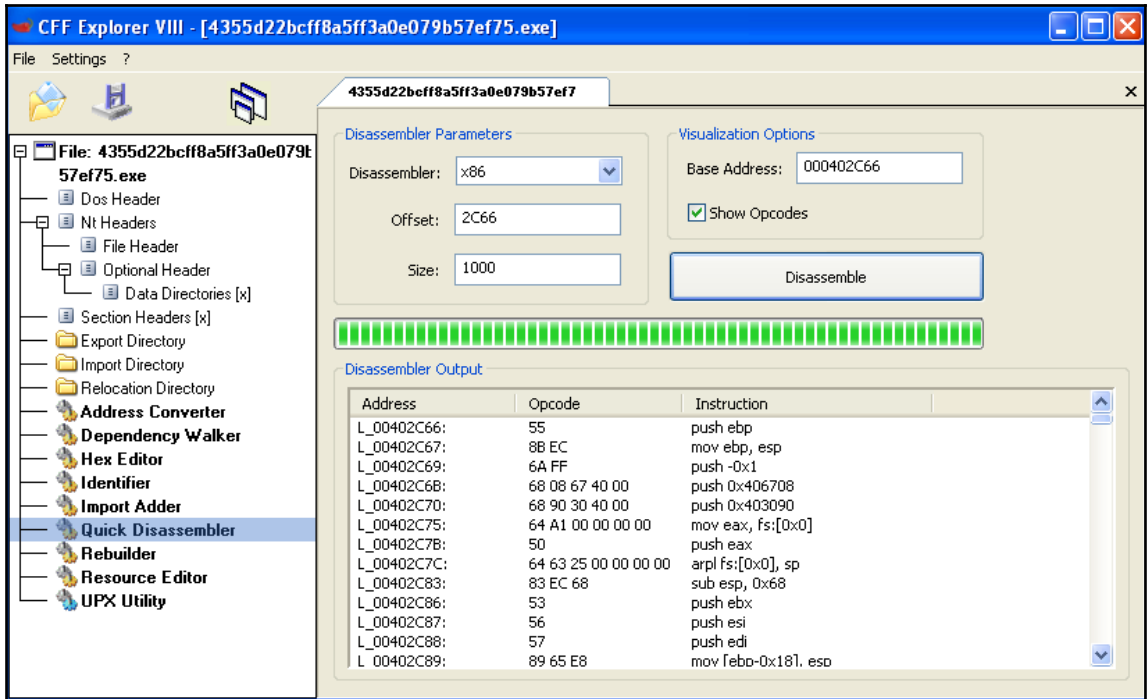 CFF Explorer VIII - [4355d22bcff8a5ff3a0e079b57ef75.exe]
File Settings ?
4355d22bcff8a5ff3a0e079b57ef7
File: 4355d22bcff8a5ff3a0e079b
57ef75.exe
Dos Header
Nt Headers
File Header
Optional Header
Data Directories [x]
Section Headers [x]
Export Directory
Import Directory
Relocation Directory
Address Converter
Dependency Walker
Hex Editor
Identifier
Import Adder
Quick Disassembler
Rebuilder
Resource Editor
UPX Utility
Disassembler Parameters
Disassembler: x86
Offset: 2C66
Size: 1000
Visualization Options
Base Address: 000402C66
Show Opcodes
Disassemble
Disassembler Output
Address Opcode Instruction
L_00402C66: 55 push ebp
L_00402C67: 8B EC mov ebp, esp
L_00402C69: 6A FF push -0x1
L_00402C6B: 68 08 67 40 00 push 0x406708
L_00402C70: 68 90 30 40 00 push 0x403090
L_00402C75: 64 A1 00 00 00 00 mov eax, fs:[0x0]
L_00402C7B: 50 push eax
L_00402C7C: 64 63 25 00 00 00 00 arpl fs:[0x0], sp
L_00402C83: 83 EC 68 sub esp, 0x68
L_00402C86: 53 push ebx
L_00402C87: 56 push esi
L_00402C88: 57 push edi
L_00402C89: 89 65 E8 mov [ebp-0x18], esp